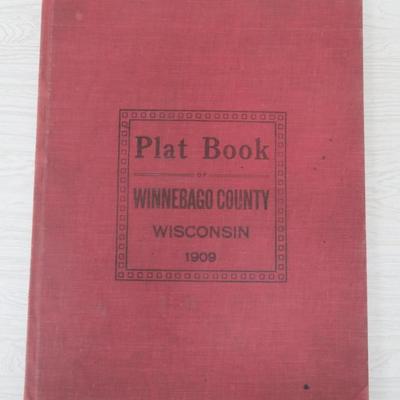 Plat Book
OF
WINNEBAGO COUNTY
WISCONSIN
1909